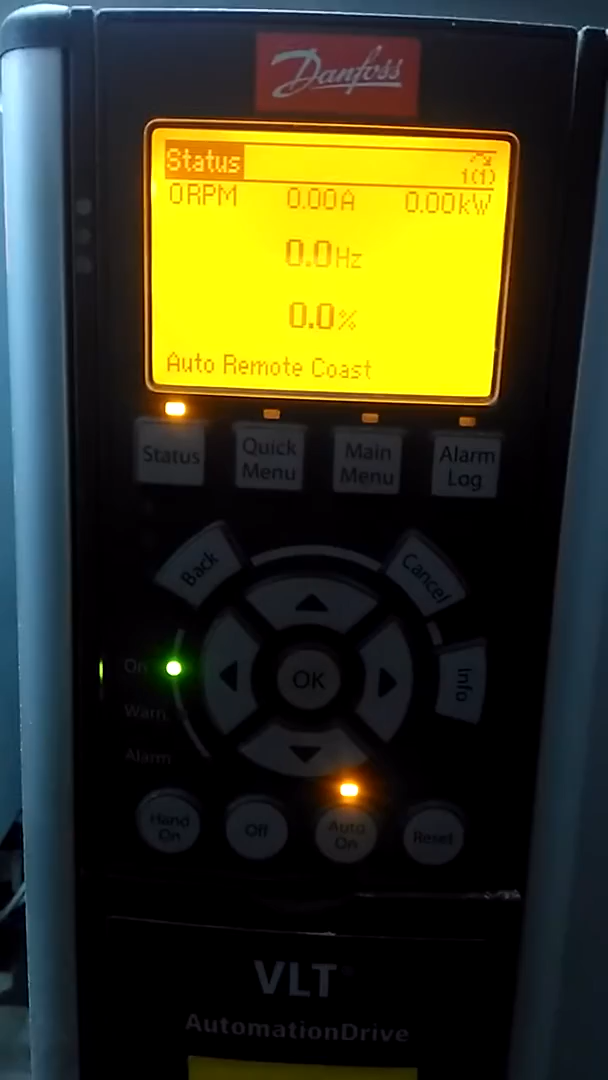 Danfoss
Status 1(1)
0RPM 0.00A 0.00kW
0.0Hz
0.0%
Auto Remote Coast
Status Quick Menu Main Menu Alarm Log
Back Cancel
OK Info
On
Warn.
Alarm
Hand On Off Auto On Reset
VLT®
AutomationDrive